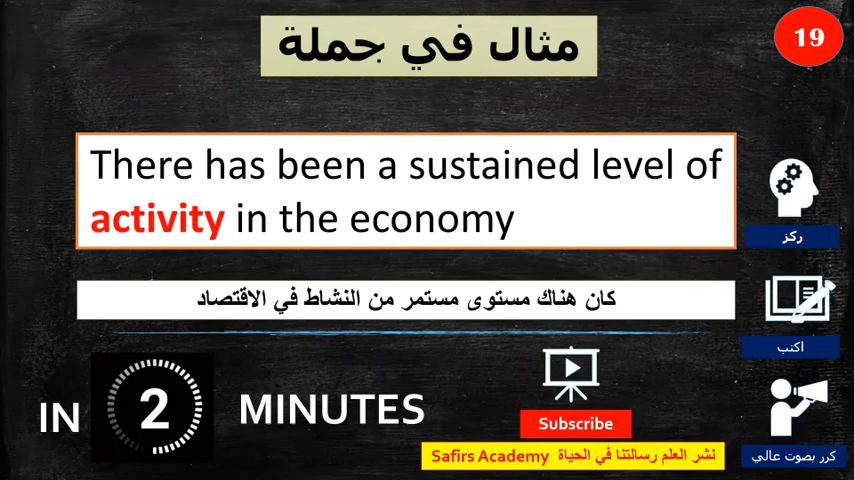 مثال في جملة
19
There has been a sustained level of
activity in the economy
ركز
كان هناك مستوى مستمر من النشاط في الاقتصاد
اكتب
IN 2 MINUTES
Subscribe
نشر العلم رسالتنا في الحياة Safirs Academy
كرر بصوت عالي